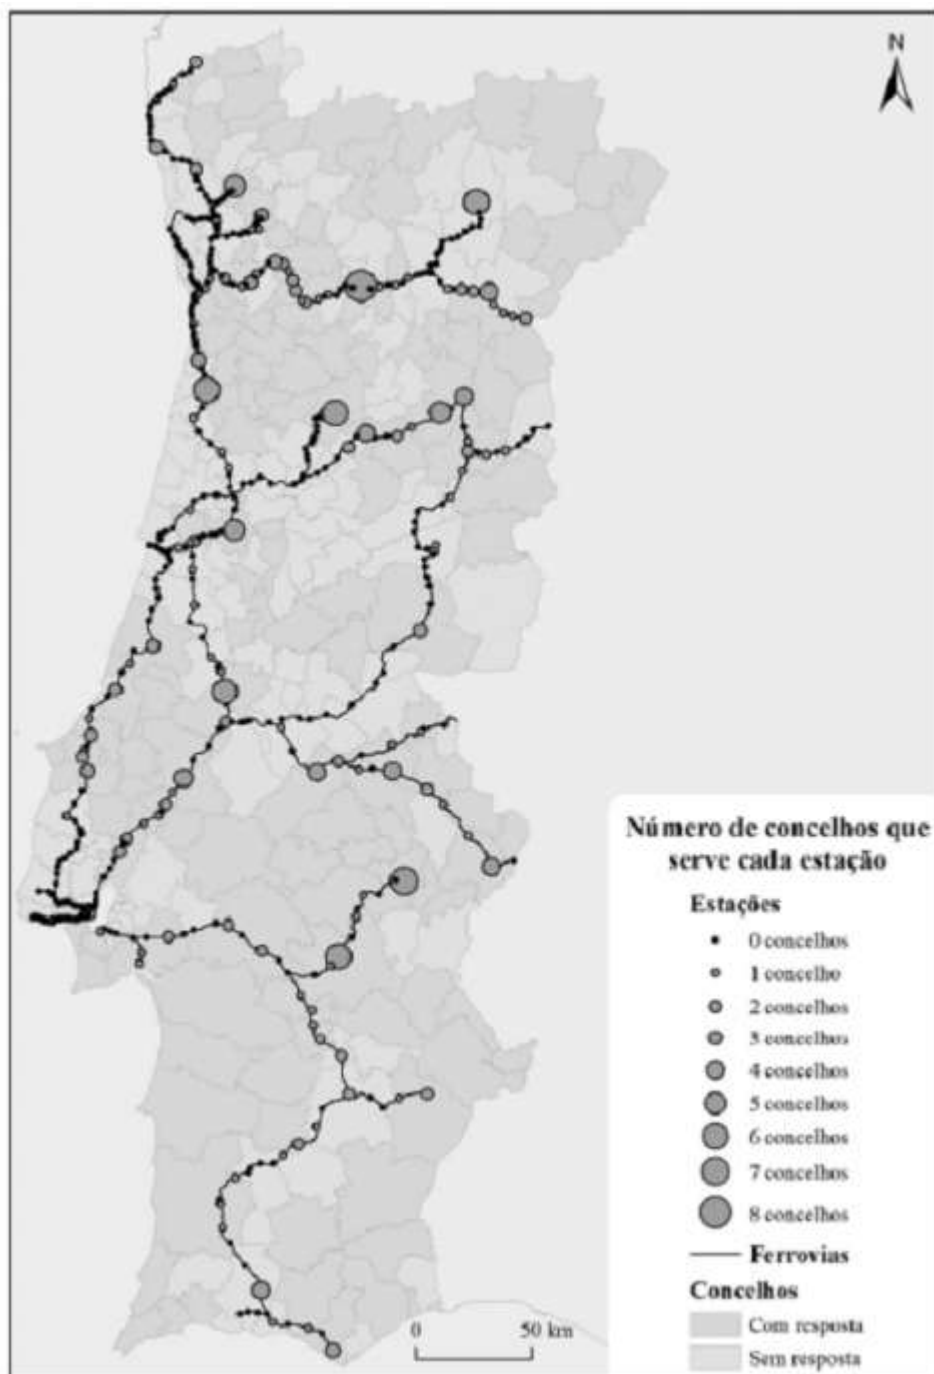 N
Número de concelhos que
serve cada estação
Estações
0 concelhos
1 concelho
2 concelhos
3 concelhos
4 concelhos
5 concelhos
6 concelhos
7 concelhos
8 concelhos
Ferrovias
Concelhos
Com resposta
Sem resposta
0 50 km